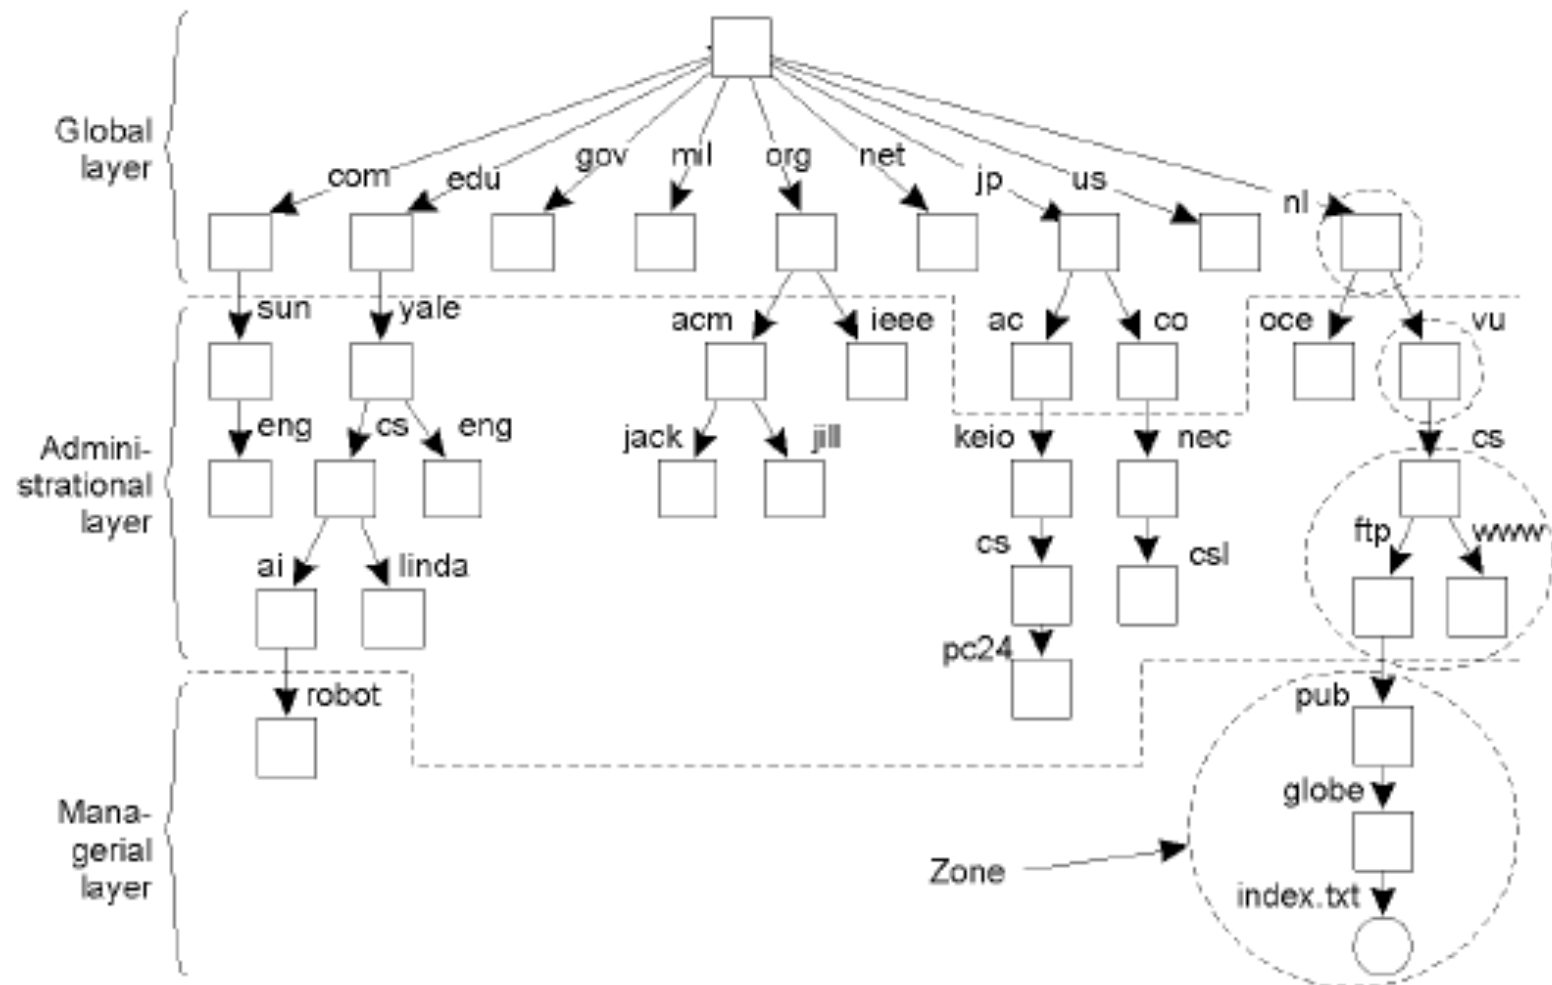 Global
layer
com
edu
gov
mil
org
net
jp
us
nl
sun
yale
acm
ieee
ac
co
oce
vu
Admini-
strational
layer
eng
cs
eng
jack
jill
keio
nec
cs
ai
linda
cs
csl
ftp
www
pc24
robot
pub
Mana-
gerial
layer
globe
Zone
index.txt